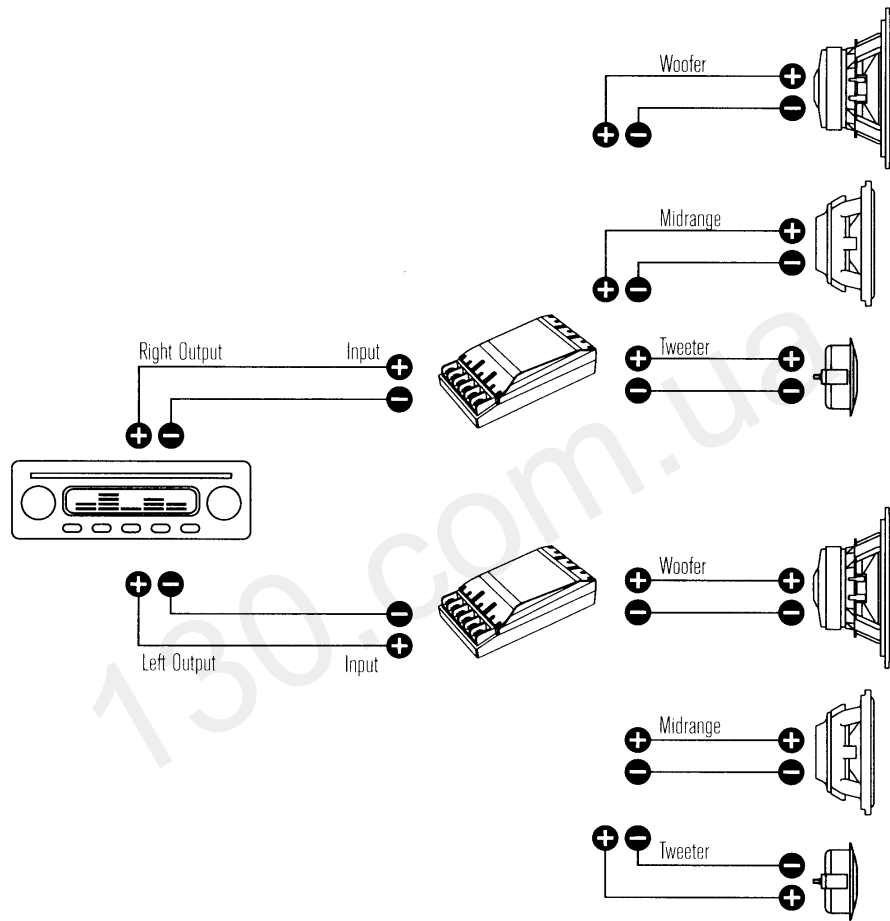 Woofer
Midrange
Right Output
Input
Tweeter
Woofer
Left Output
Input
Midrange
Tweeter
130.com.ua